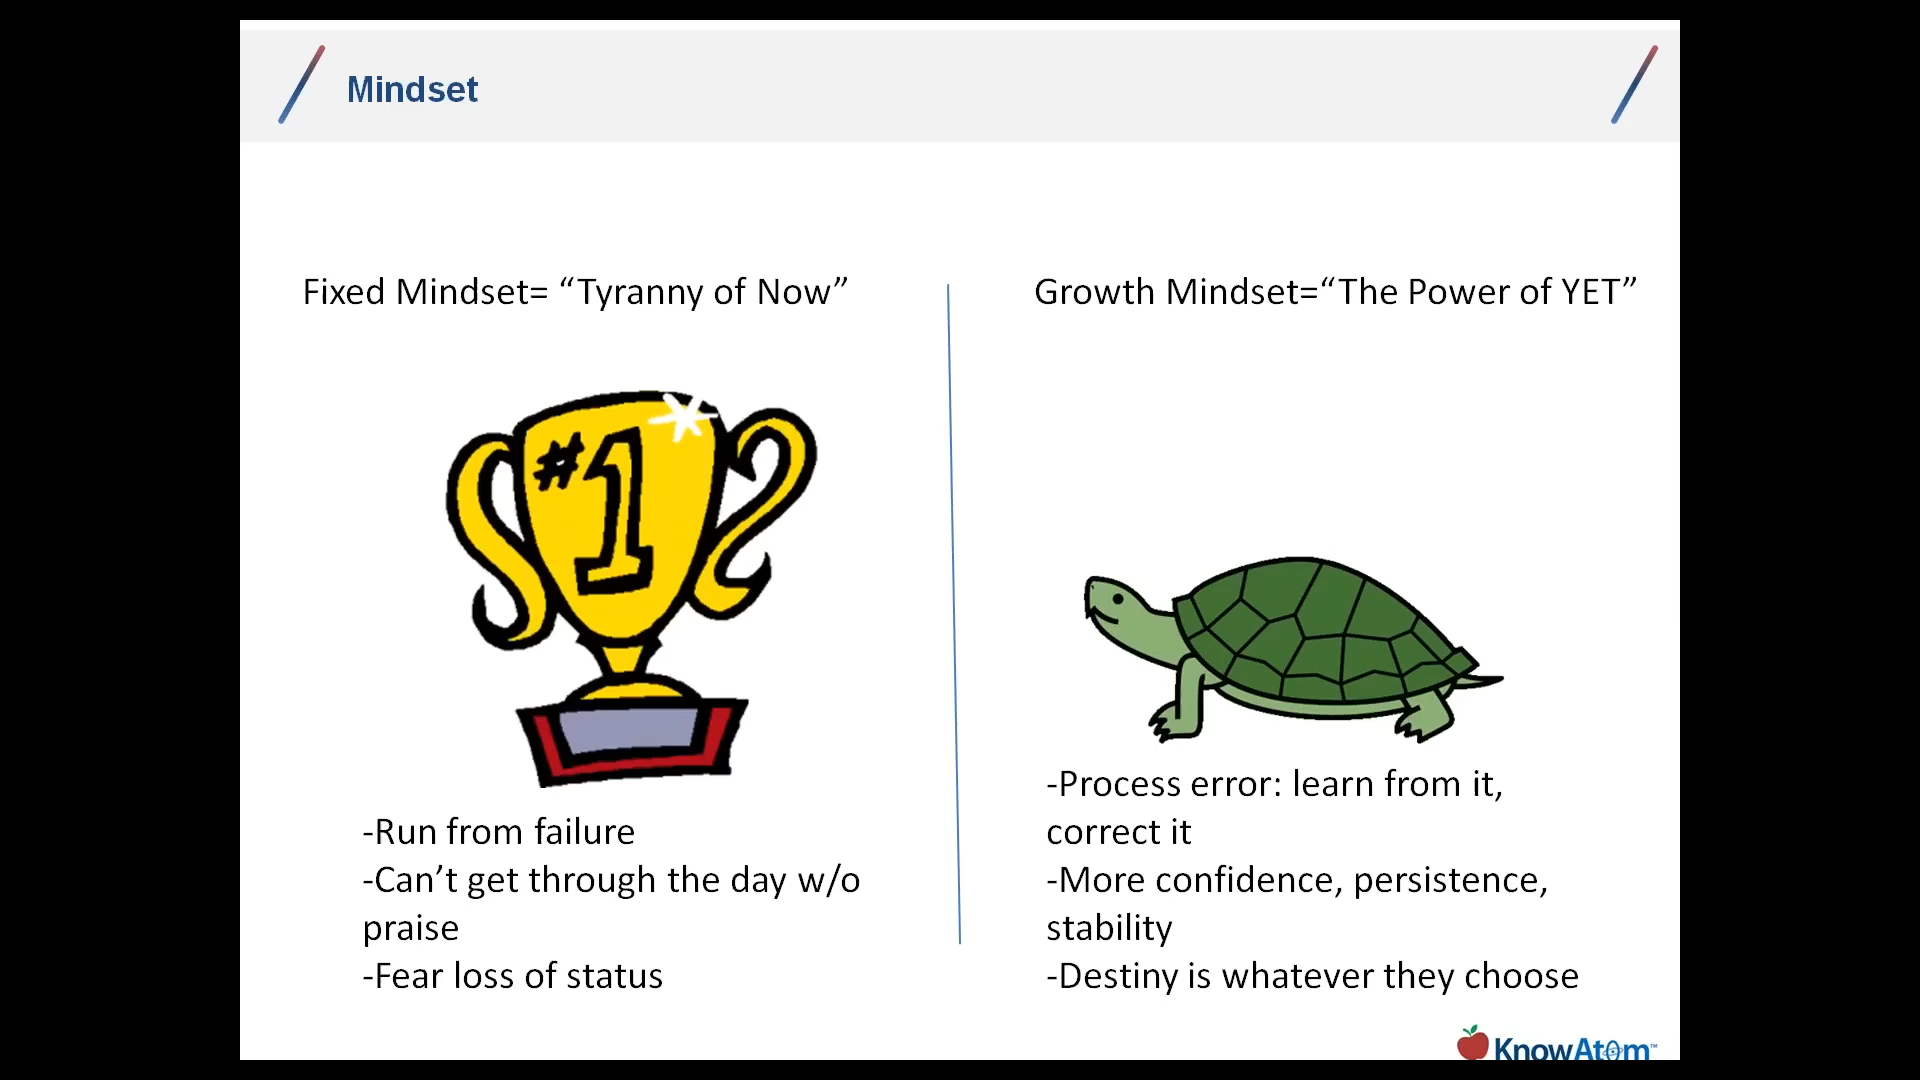 Mindset
Fixed Mindset= “Tyranny of Now”
Growth Mindset=“The Power of YET”
#1
-Run from failure
-Can’t get through the day w/o
praise
-Fear loss of status
-Process error: learn from it,
correct it
-More confidence, persistence,
stability
-Destiny is whatever they choose
KnowAtom™